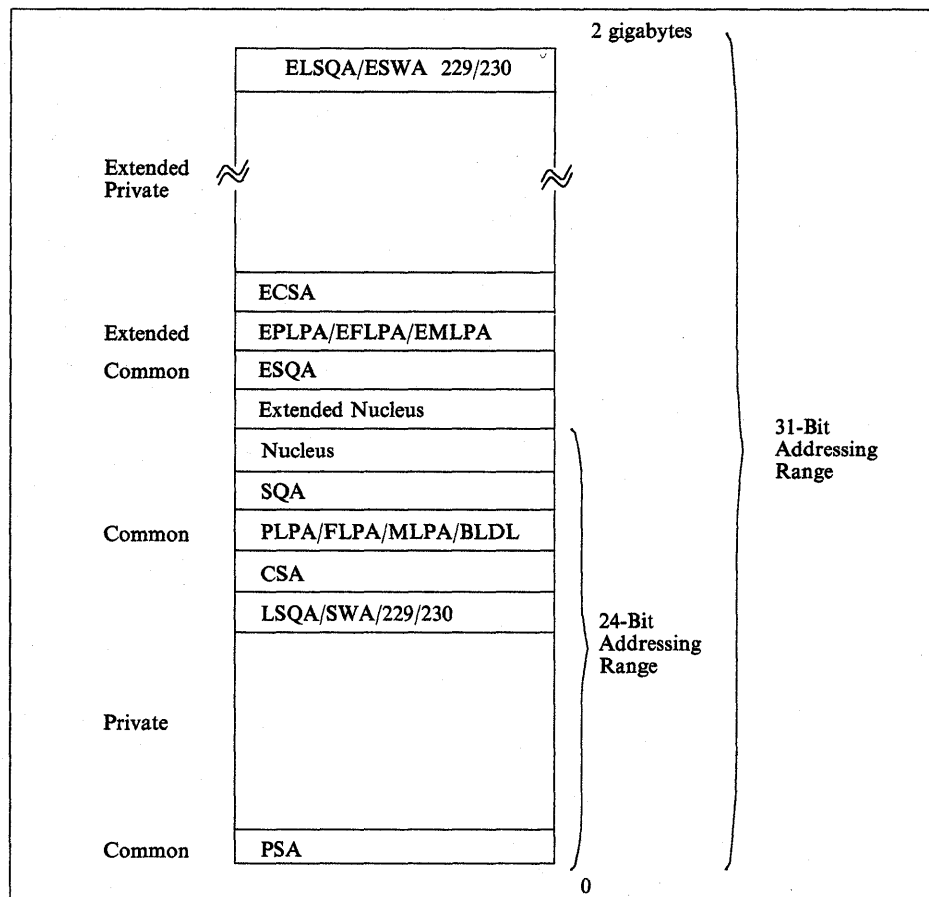 2 gigabytes
ELSQA/ESWA 229/230
Extended
Private
ECSA
Extended
EPLPA/EFLPA/EMLPA
Common
ESQA
Extended Nucleus
Nucleus
31-Bit
Addressing
Range
SQA
Common
PLPA/FLPA/MLPA/BLDL
CSA
LSQA/SWA/229/230
24-Bit
Addressing
Range
Private
Common
PSA
0